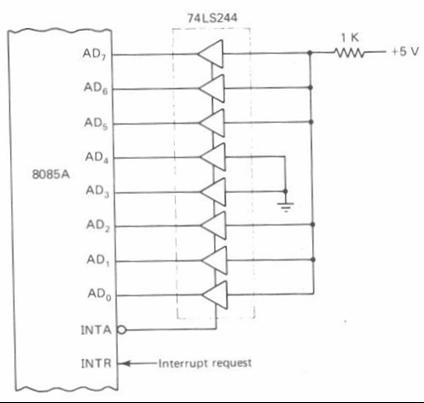 74LS244
1 K
+5 V
AD7
AD6
AD5
AD4
8085A
AD3
AD2
AD1
AD0
INTA
INTR
Interrupt request